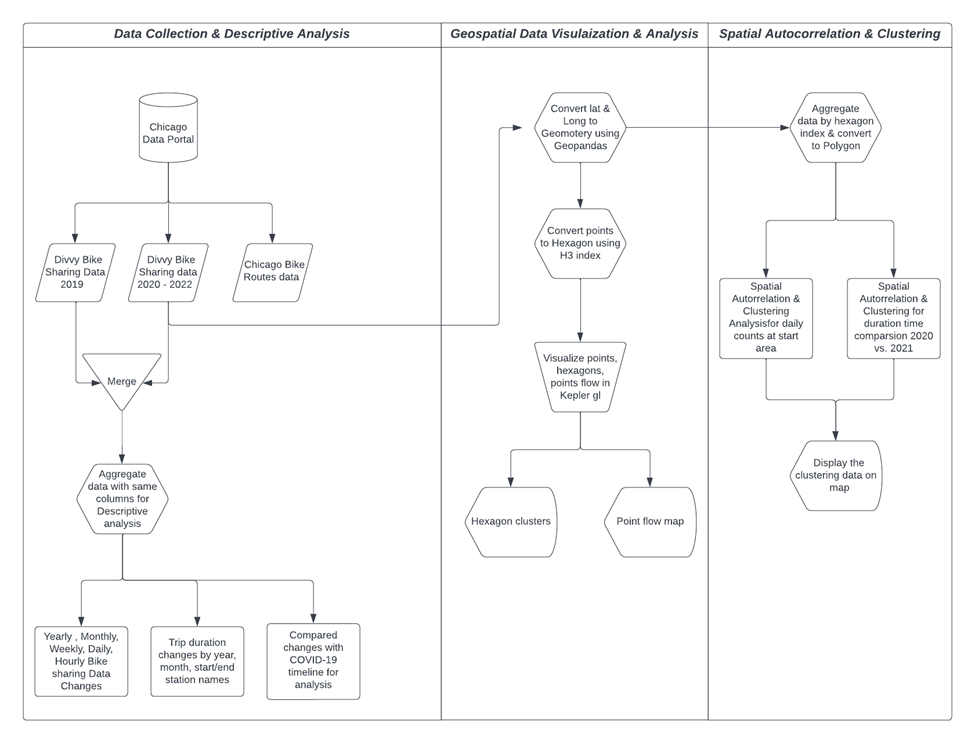 Data Collection & Descriptive Analysis
Geospatial Data Visulaization & Analysis
Spatial Autocorrelation & Clustering
Chicago
Data Portal
Divvy Bike
Sharing Data
2019
Divvy Bike
Sharing data
2020 - 2022
Chicago Bike
Routes data
Merge
Aggregate
data with same
columns for
Descriptive
analysis
Yearly , Monthly,
Weekly, Daily,
Hourly Bike
sharing Data
Changes
Trip duration
changes by year,
month, start/end
station names
Compared
changes with
COVID-19
timeline for
analysis
Convert lat &
Long to
Geomotery using
Geopandas
Convert points
to Hexagon using
H3 index
Visualize points,
hexagons,
points flow in
Kepler gl
Hexagon clusters
Point flow map
Aggregate
data by hexagon
index & convert
to Polygon
Spatial
Autorrelation &
Clustering
Analysisfor daily
counts at start
area
Spatial
Autorrelation &
Clustering for
duration time
comparsion 2020
vs. 2021
Display the
clustering data on
map